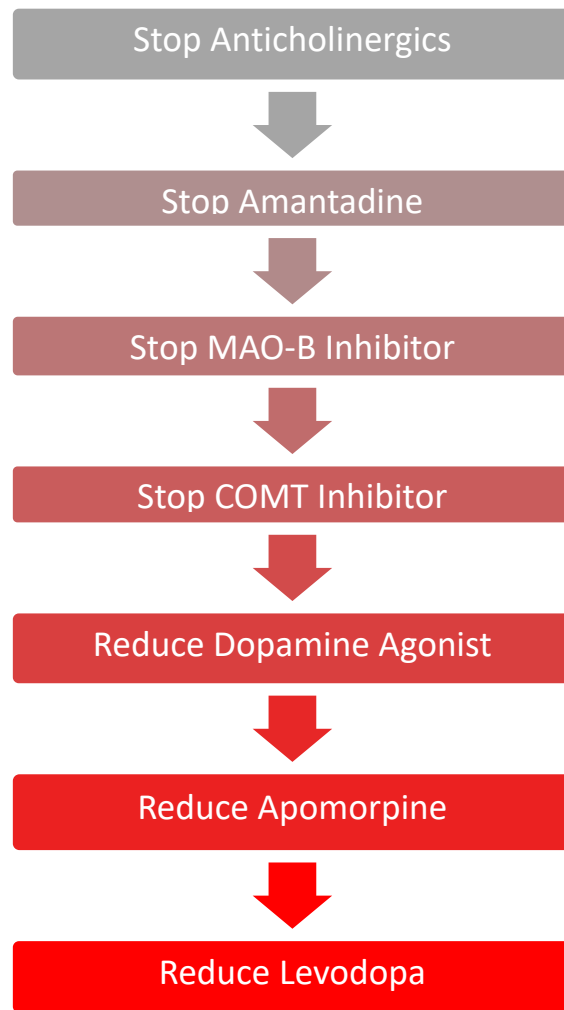 Stop Anticholinergics
Stop Amantadine
Stop MAO-B Inhibitor
Stop COMT Inhibitor
Reduce Dopamine Agonist
Reduce Apomorpine
Reduce Levodopa